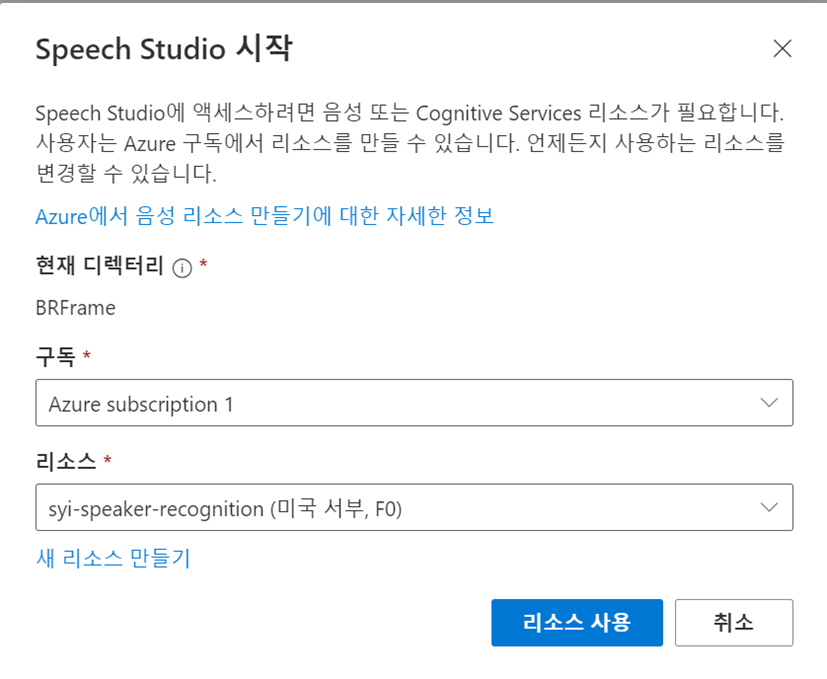 Speech Studio 시작
Speech Studio에 액세스하려면 음성 또는 Cognitive Services 리소스가 필요합니다.
사용자는 Azure 구독에서 리소스를 만들 수 있습니다. 언제든지 사용하는 리소스를
변경할 수 있습니다.
Azure에서 음성 리소스 만들기에 대한 자세한 정보
현재 디렉터리 *
BRFrame
구독 *
Azure subscription 1
리소스 *
syi-speaker-recognition (미국 서부, F0)
새 리소스 만들기
리소스 사용 취소